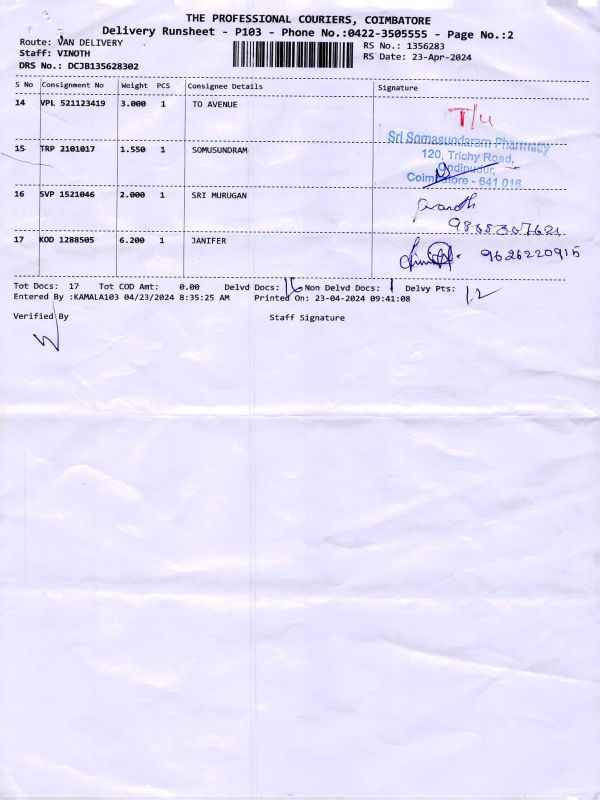 THE PROFESSIONAL COURIERS, COIMBATORE
Delivery Runsheet - P103 - Phone No.:0422-3505555 - Page No.:2
Route: VAN DELIVERY
RS No.: 1356283
Staff: VINOTH
RS Date: 23-Apr-2024
DRS No.: DCJB135628302
S No Consignment No Weight PCS Consignee Details Signature
14 VPL 521123419 3.000 1 TO AVENUE
T/U
15 TRP 2101017 1.550 1 SOMUSUNDRAM
Sri Somasundaram Pharmacy
120, Trichy Road,
Ondipudur,
Coimbatore - 641 016
16 SVP 1521046 2.000 1 SRI MURUGAN
17 KOD 1288505 6.200 1 JANIFER
9626220915
Tot Docs: 17 Tot COD Amt: 0.00 Delvd Docs: 16 Non Delvd Docs: 1 Delvy Pts: 12
Entered By :KAMALA103 04/23/2024 8:35:25 AM Printed On: 23-04-2024 09:41:08
Verified By Staff Signature